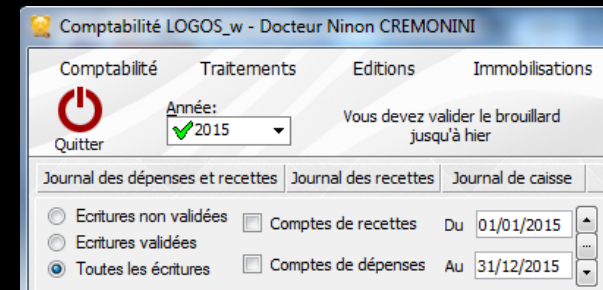 Comptabilité LOGOS_w - Docteur Ninon CREMONINI
Comptabilité Traitements Editions Immobilisations
Année:
2015
Quitter
Vous devez valider le brouillard
jusqu'à hier
Journal des dépenses et recettes Journal des recettes Journal de caisse
Ecritures non validées Comptes de recettes Du 01/01/2015
Ecritures validées
Toutes les écritures Comptes de dépenses Au 31/12/2015
...